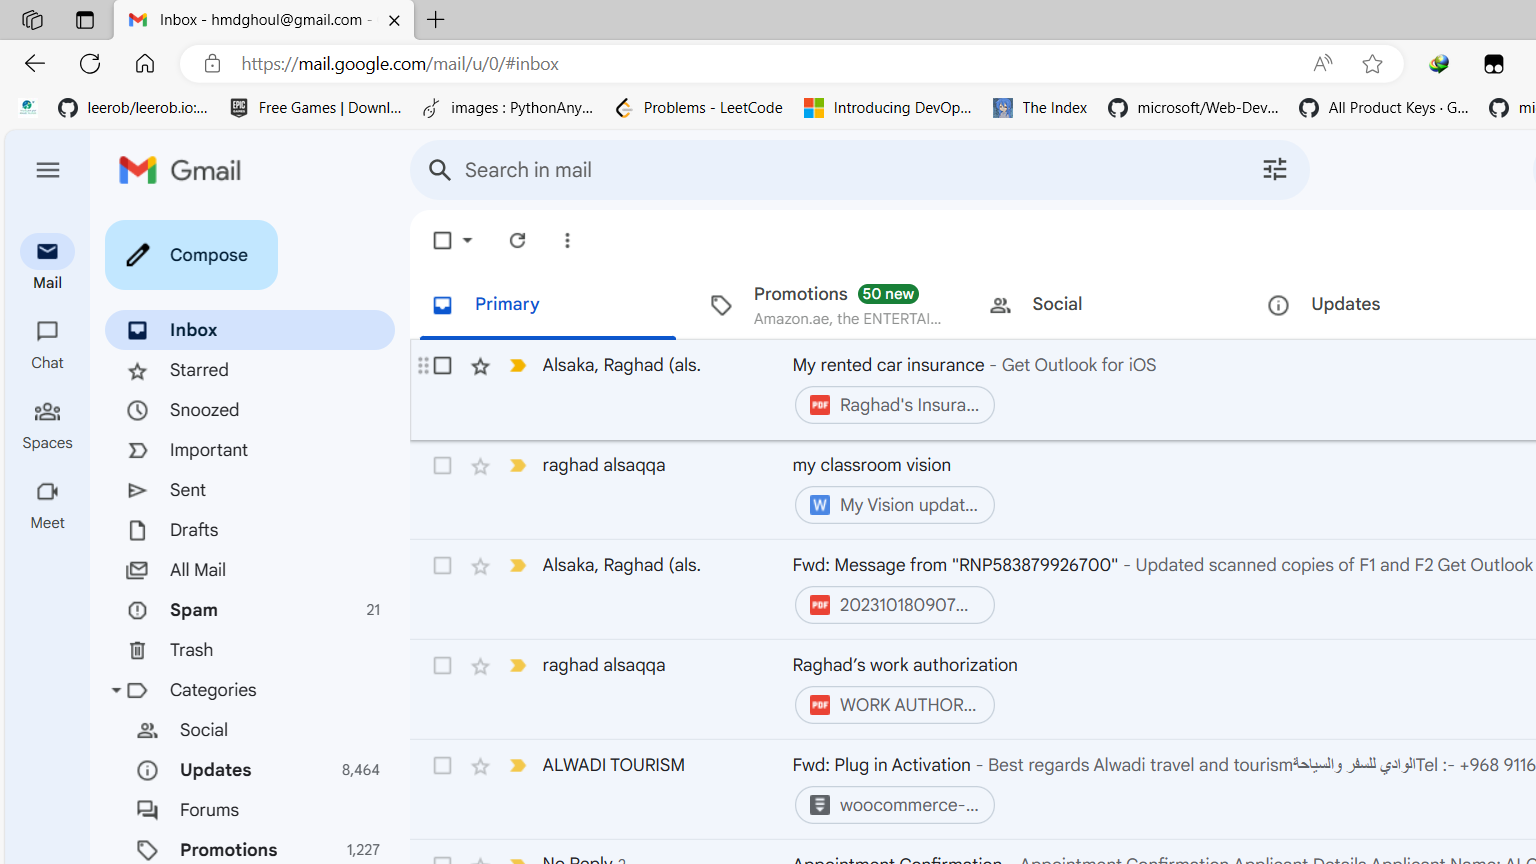 Inbox - hmdghoul@gmail.com -
https://mail.google.com/mail/u/0/#inbox
leerob/leerob.io:...
Free Games | Downl...
images : PythonAny...
Problems - LeetCode
Introducing DevOp...
The Index
microsoft/Web-Dev...
All Product Keys · G...
mi
Gmail
Search in mail
Compose
Mail
Chat
Spaces
Meet
Inbox
Starred
Snoozed
Important
Sent
Drafts
All Mail
Spam 21
Trash
Categories
Social
Updates 8,464
Forums
Promotions 1,227
Primary
Promotions 50 new
Amazon.ae, the ENTERTAI...
Social
Updates
Alsaka, Raghad (als. My rented car insurance - Get Outlook for iOS
PDF Raghad's Insura...
raghad alsaqqa my classroom vision
W My Vision updat...
Alsaka, Raghad (als. Fwd: Message from "RNP583879926700" - Updated scanned copies of F1 and F2 Get Outlook
PDF 202310180907...
raghad alsaqqa Raghad's work authorization
PDF WORK AUTHOR...
ALWADI TOURISM Fwd: Plug in Activation - Best regards Alwadi travel and tourismالوادي للسفر والسياحةTel :- +968 9116
woocommerce-...
No Reply 2 Appointment Confirmation - Appointment Confirmation Applicant Details Applicant Name: ALG